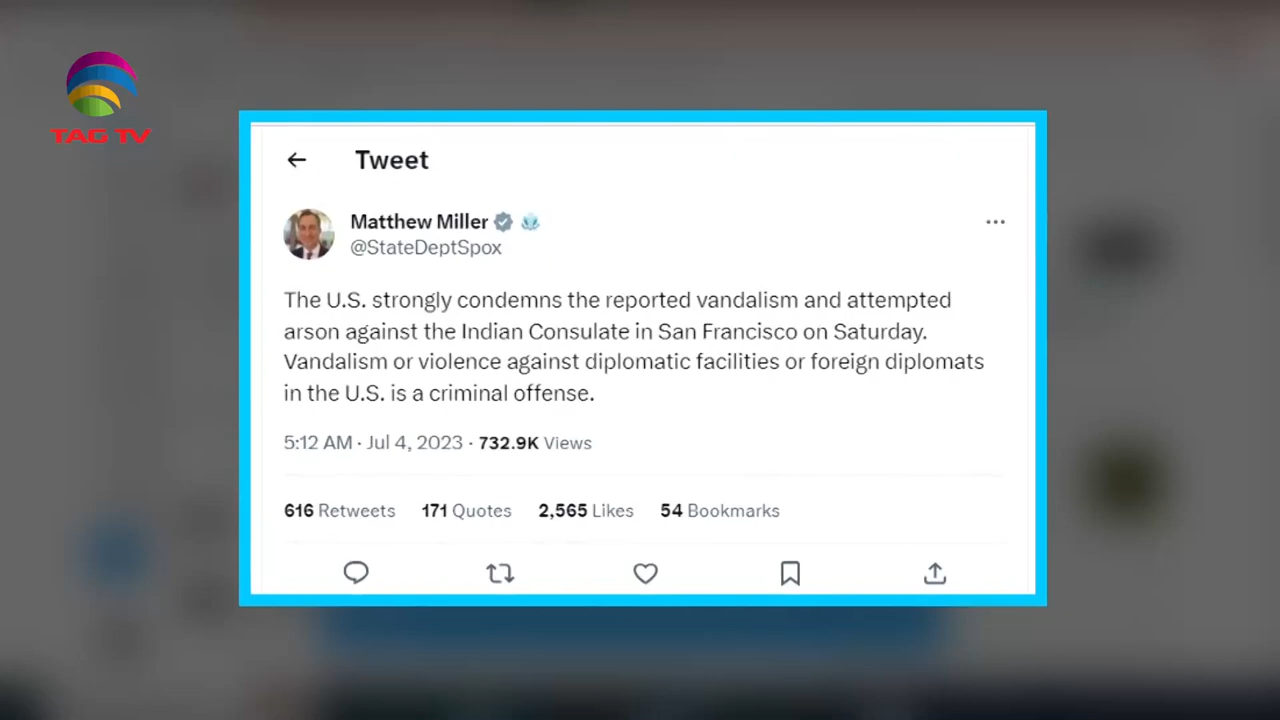 TAG TV
Tweet
Matthew Miller
@StateDeptSpox
The U.S. strongly condemns the reported vandalism and attempted
arson against the Indian Consulate in San Francisco on Saturday.
Vandalism or violence against diplomatic facilities or foreign diplomats
in the U.S. is a criminal offense.
5:12 AM · Jul 4, 2023 · 732.9K Views
616 Retweets 171 Quotes 2,565 Likes 54 Bookmarks